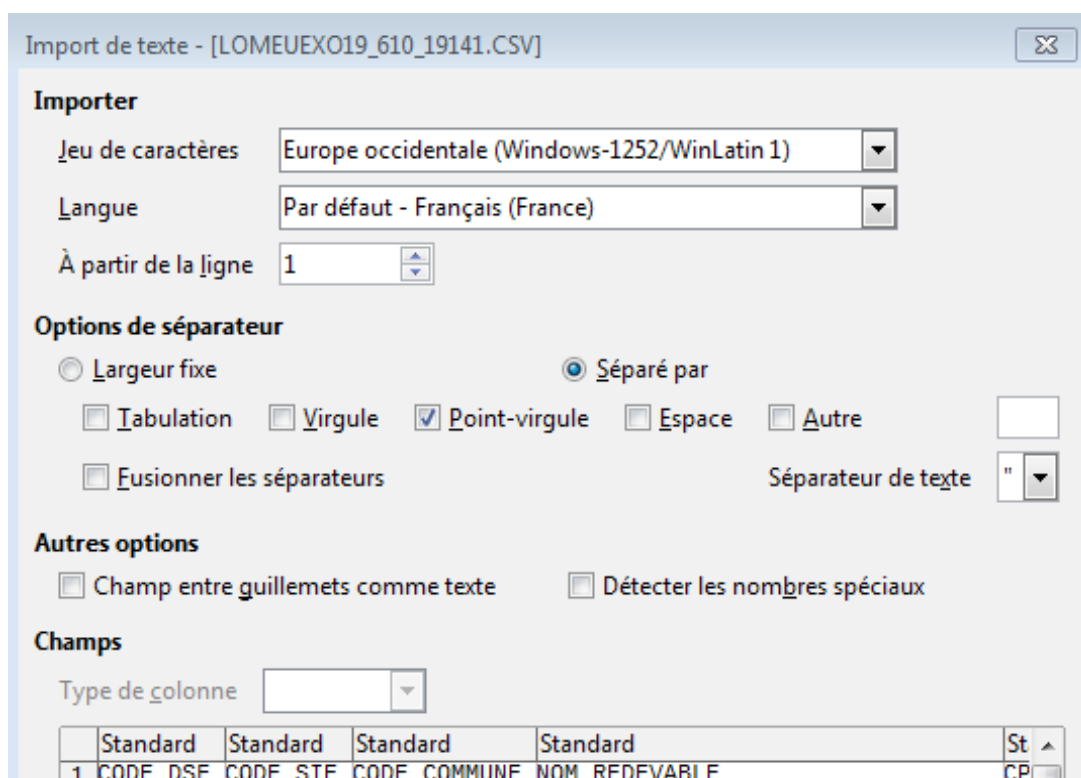 Import de texte - [LOMEUEXO19_610_19141.CSV]
Importer
Jeu de caractères Europe occidentale (Windows-1252/WinLatin 1)
Langue Par défaut - Français (France)
À partir de la ligne 1
Options de séparateur
Largeur fixe Séparé par
Tabulation Virgule Point-virgule Espace Autre
Fusionner les séparateurs Séparateur de texte "
Autres options
Champ entre guillemets comme texte Détecter les nombres spéciaux
Champs
Type de colonne
Standard Standard Standard Standard St
1 CODE_DSF CODE_STE CODE_COMMUNE NOM_REDEVABLE CP